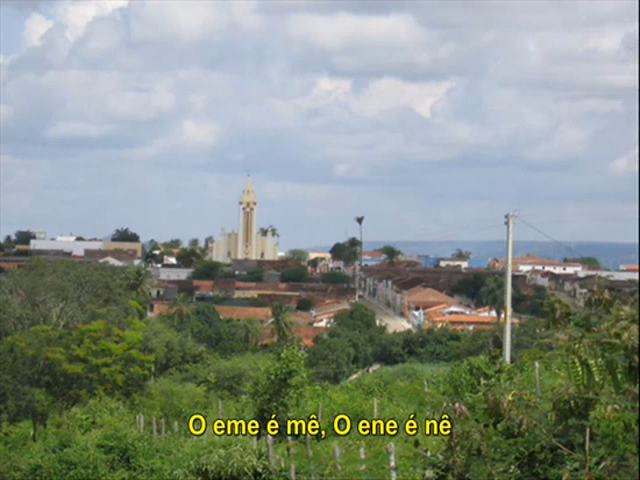 O eme é mê, O ene é nê